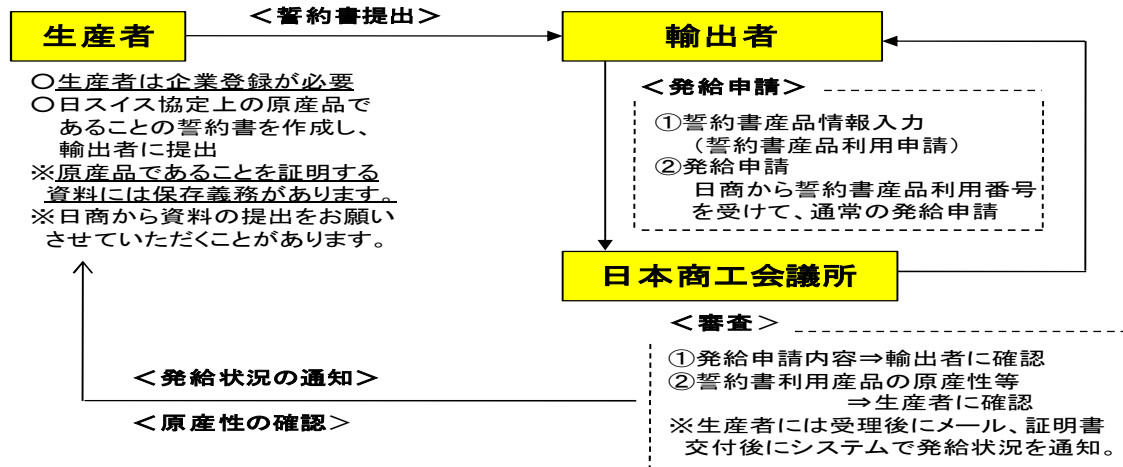 ＜誓約書提出＞
生産者
輸出者
〇生産者は企業登録が必要
〇日スイス協定上の原産品で
あることの誓約書を作成し、
輸出者に提出
※原産品であることを証明する
資料には保存義務があります。
※日商から資料の提出をお願い
させていただくことがあります。
＜発給申請＞
①誓約書産品情報入力
（誓約書産品利用申請）
②発給申請
日商から誓約書産品利用番号
を受けて、通常の発給申請
日本商工会議所
＜審査＞
①発給申請内容⇒輸出者に確認
②誓約書利用産品の原産性等
⇒生産者に確認
※生産者には受理後にメール、証明書
交付後にシステムで発給状況を通知。
＜発給状況の通知＞
＜原産性の確認＞